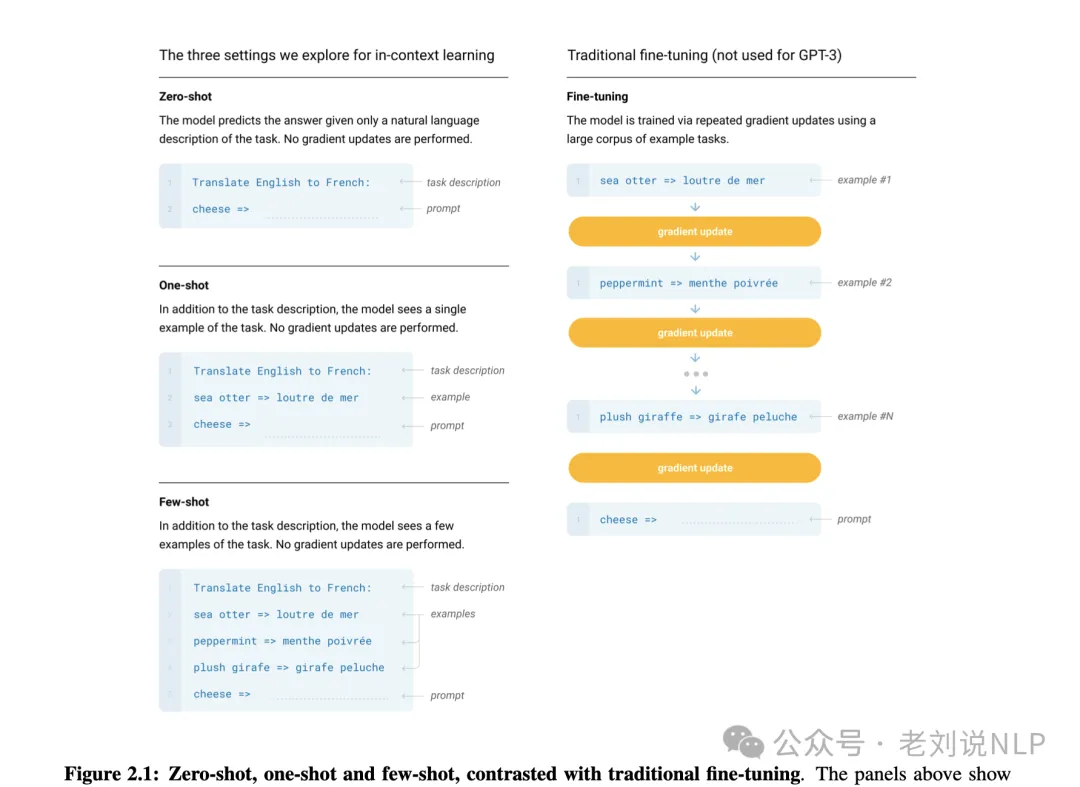 The three settings we explore for in-context learning
Zero-shot
The model predicts the answer given only a natural language
description of the task. No gradient updates are performed.
1 Translate English to French: task description
2 cheese => prompt
One-shot
In addition to the task description, the model sees a single
example of the task. No gradient updates are performed.
1 Translate English to French: task description
2 sea otter => loutre de mer example
3 cheese => prompt
Few-shot
In addition to the task description, the model sees a few
examples of the task. No gradient updates are performed.
1 Translate English to French: task description
2 sea otter => loutre de mer examples
3 peppermint => menthe poivrée
4 plush girafe => girafe peluche
5 cheese => prompt
Traditional fine-tuning (not used for GPT-3)
Fine-tuning
The model is trained via repeated gradient updates using a
large corpus of example tasks.
1 sea otter => loutre de mer example #1
gradient update
1 peppermint => menthe poivrée example #2
gradient update
1 plush giraffe => girafe peluche example #N
gradient update
1 cheese => prompt
公众号 · 老刘说NLP
Figure 2.1: Zero-shot, one-shot and few-shot, contrasted with traditional fine-tuning. The panels above show